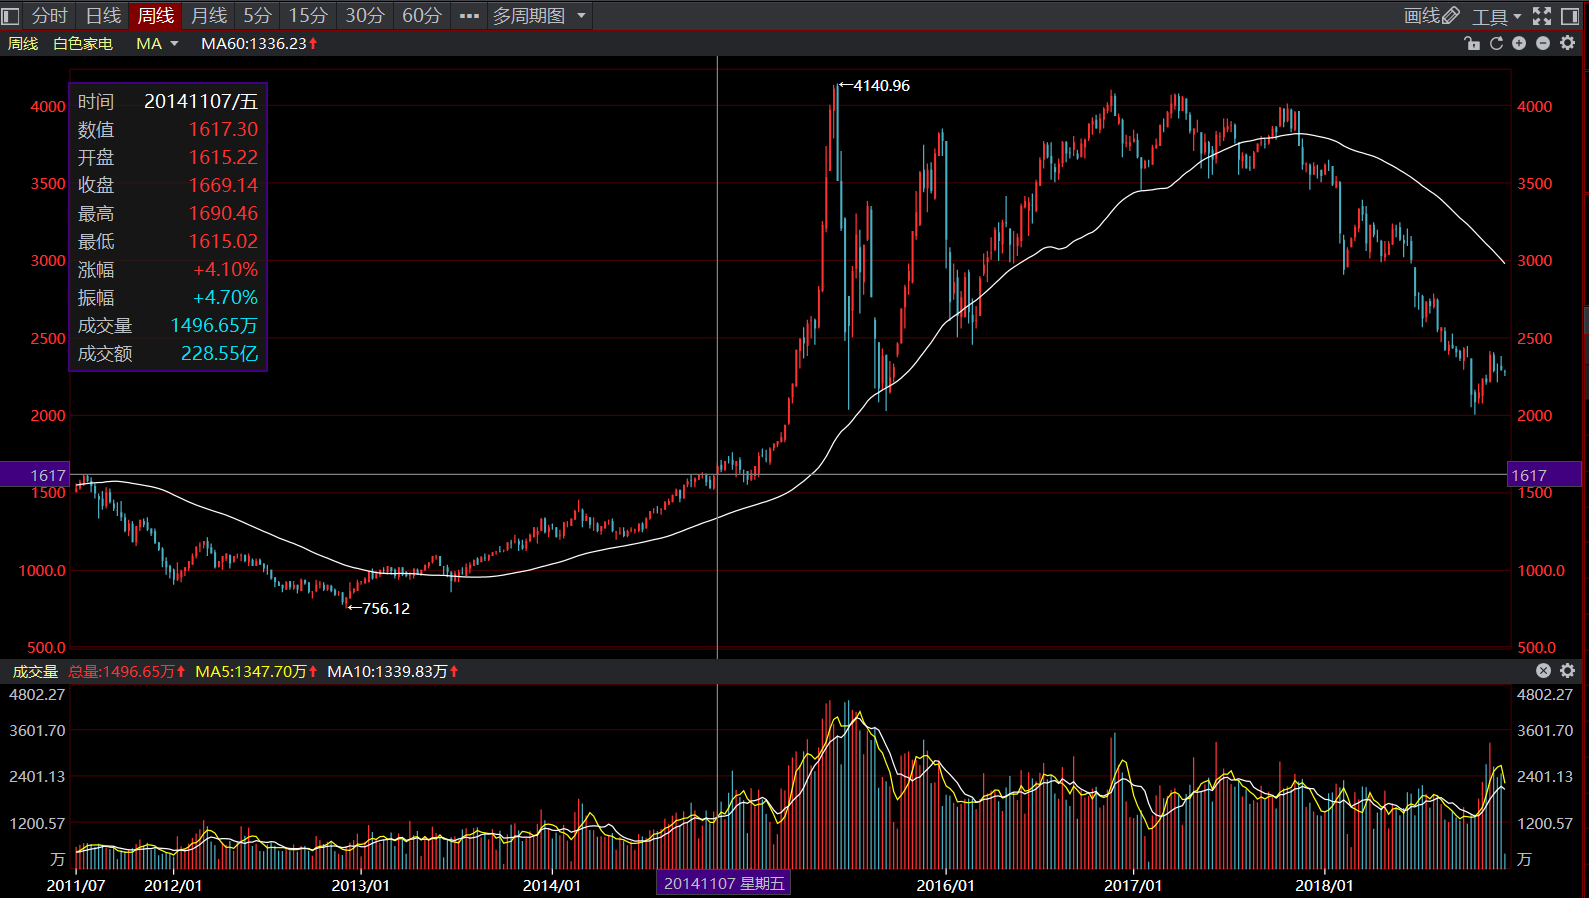 分时 日线 周线 月线 5分 15分 30分 60分 ••• 多周期图 画线 工具
周线 白色家电 MA MA60:1336.23↑
←4140.96
时间 20141107/五
数值 1617.30
开盘 1615.22
收盘 1669.14
最高 1690.46
最低 1615.02
涨幅 +4.10%
振幅 +4.70%
成交量 1496.65万
成交额 228.55亿
4000 4000
3500 3500
3000 3000
2500 2500
2000 2000
1617 1617
1500 1500
1000.0 1000.0
←756.12
500.0 500.0
成交量 总量:1496.65万↑ MA5:1347.70万↑ MA10:1339.83万↑
4802.27 4802.27
3601.70 3601.70
2401.13 2401.13
1200.57 1200.57
万 万
2011/07 2012/01 2013/01 2014/01 20141107 星期五 2016/01 2017/01 2018/01